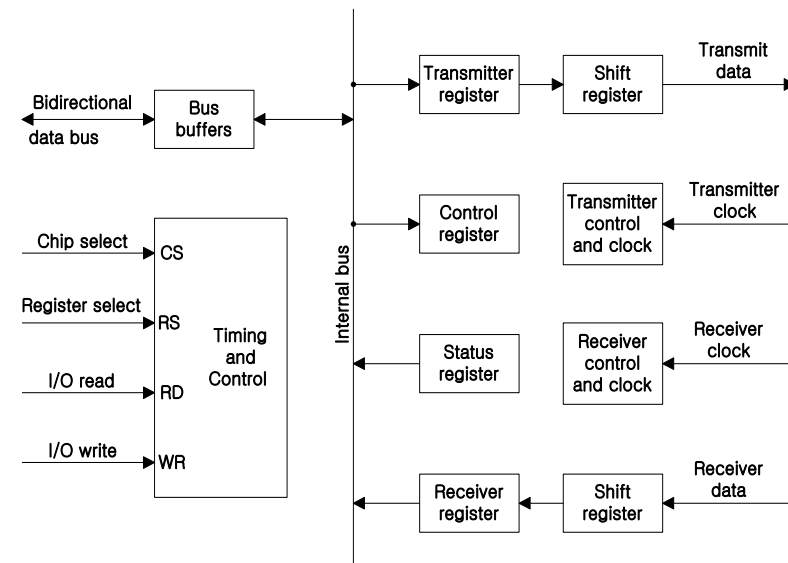 Bidirectional
data bus
Bus
buffers
Chip select
CS
Register select
RS
I/O read
RD
I/O write
WR
Timing
and
Control
Internal bus
Transmitter
register
Shift
register
Transmit
data
Control
register
Transmitter
control
and clock
Transmitter
clock
Status
register
Receiver
control
and clock
Receiver
clock
Receiver
register
Shift
register
Receiver
data